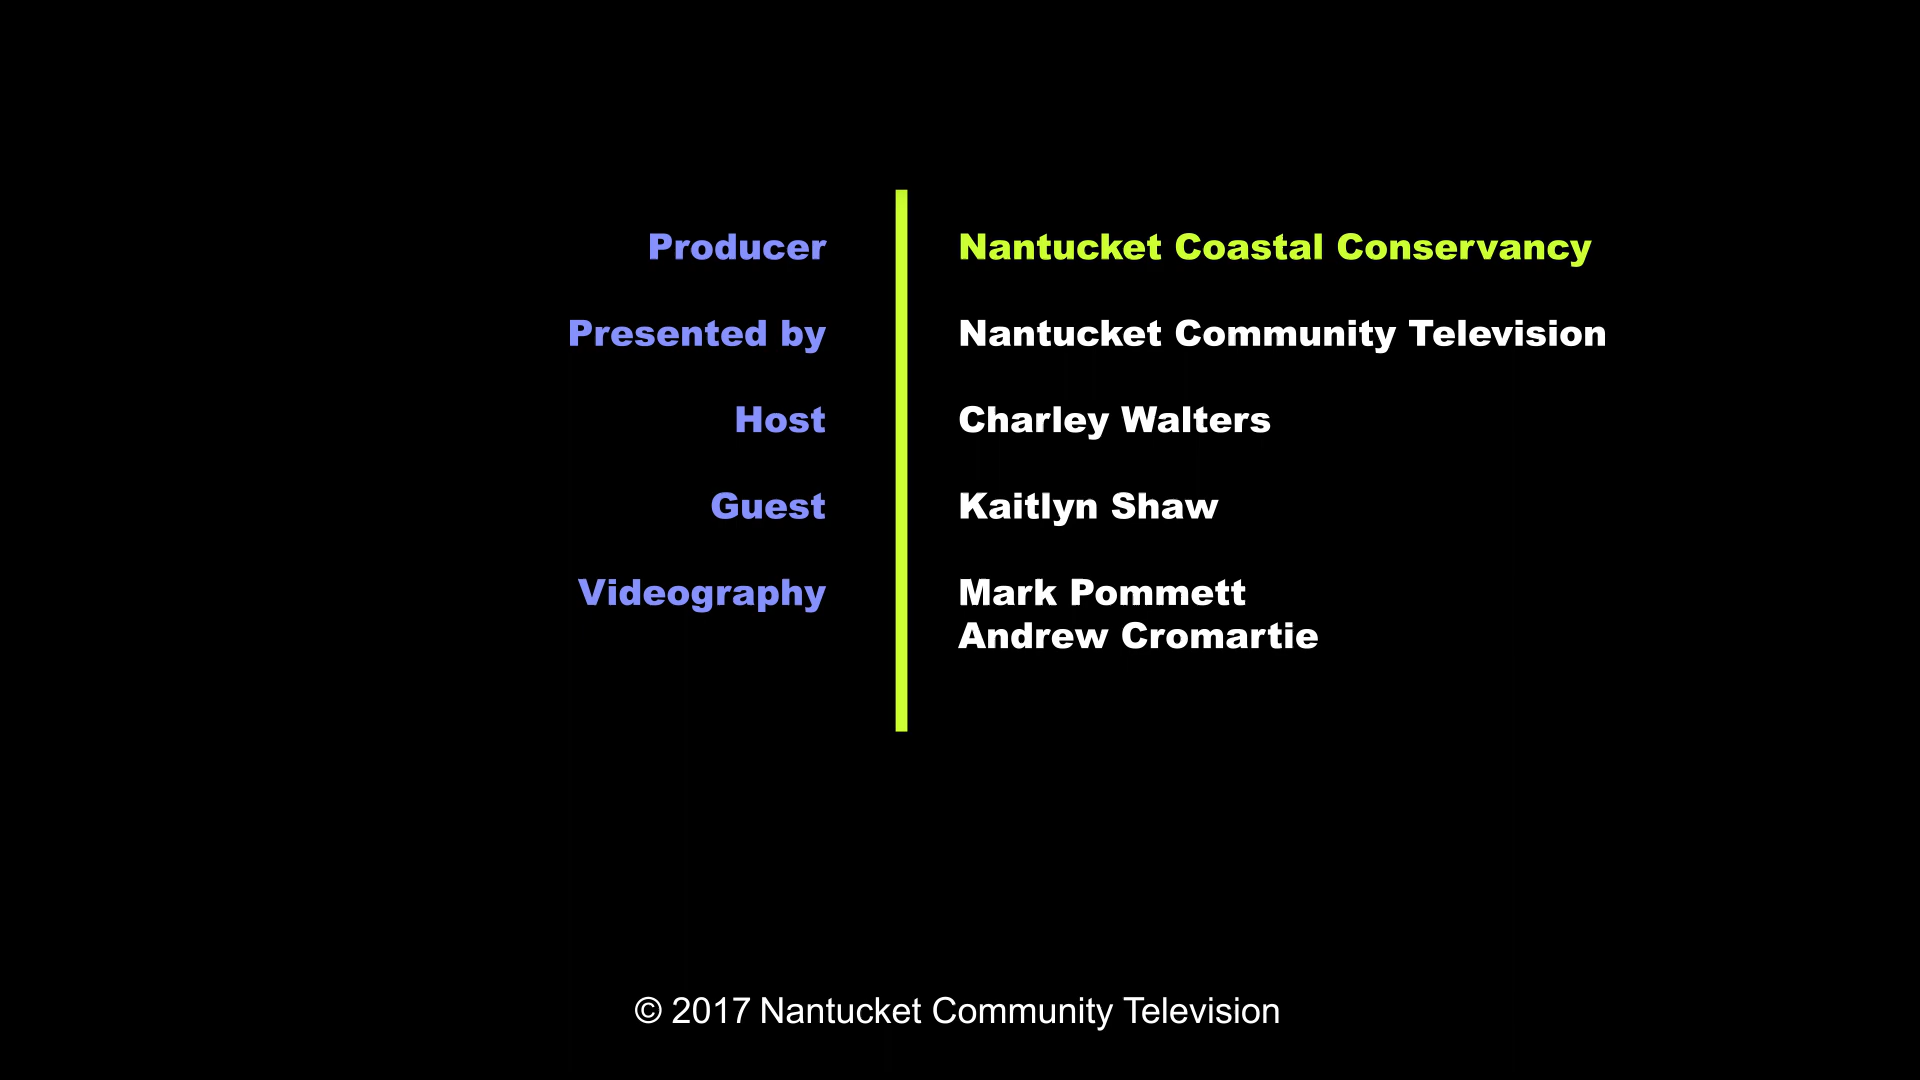 Producer Nantucket Coastal Conservancy
Presented by Nantucket Community Television
Host Charley Walters
Guest Kaitlyn Shaw
Videography Mark Pommett
Andrew Cromartie
© 2017 Nantucket Community Television